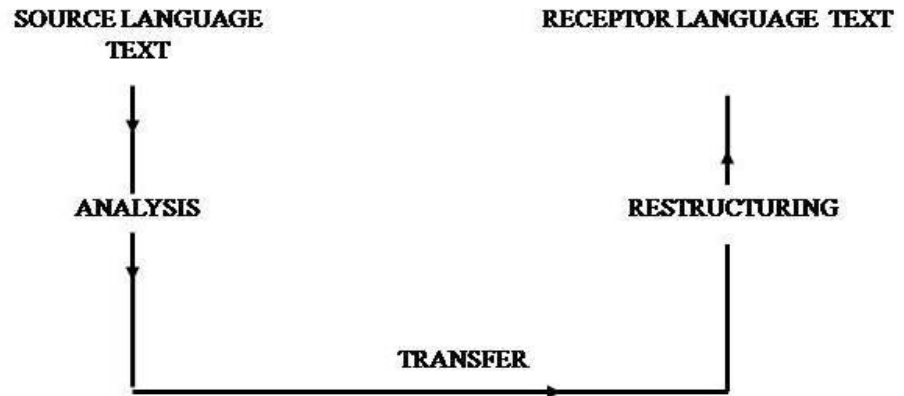 SOURCE LANGUAGE
TEXT
RECEPTOR LANGUAGE TEXT
ANALYSIS
RESTRUCTURING
TRANSFER